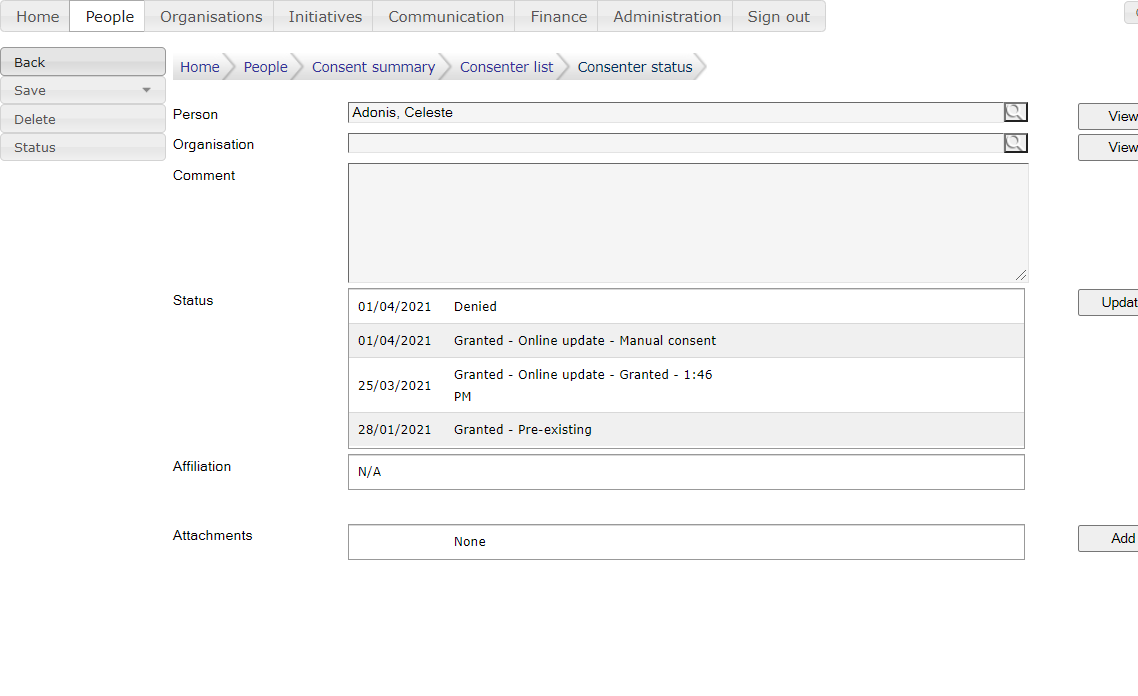 Home People Organisations Initiatives Communication Finance Administration Sign out
Back
Save
Delete
Status
Home People Consent summary Consenter list Consenter status
Person Adonis, Celeste View
Organisation View
Comment
Status
01/04/2021 Denied
Updat
01/04/2021 Granted - Online update - Manual consent
25/03/2021 Granted - Online update - Granted - 1:46
PM
28/01/2021 Granted - Pre-existing
Affiliation N/A
Attachments None Add